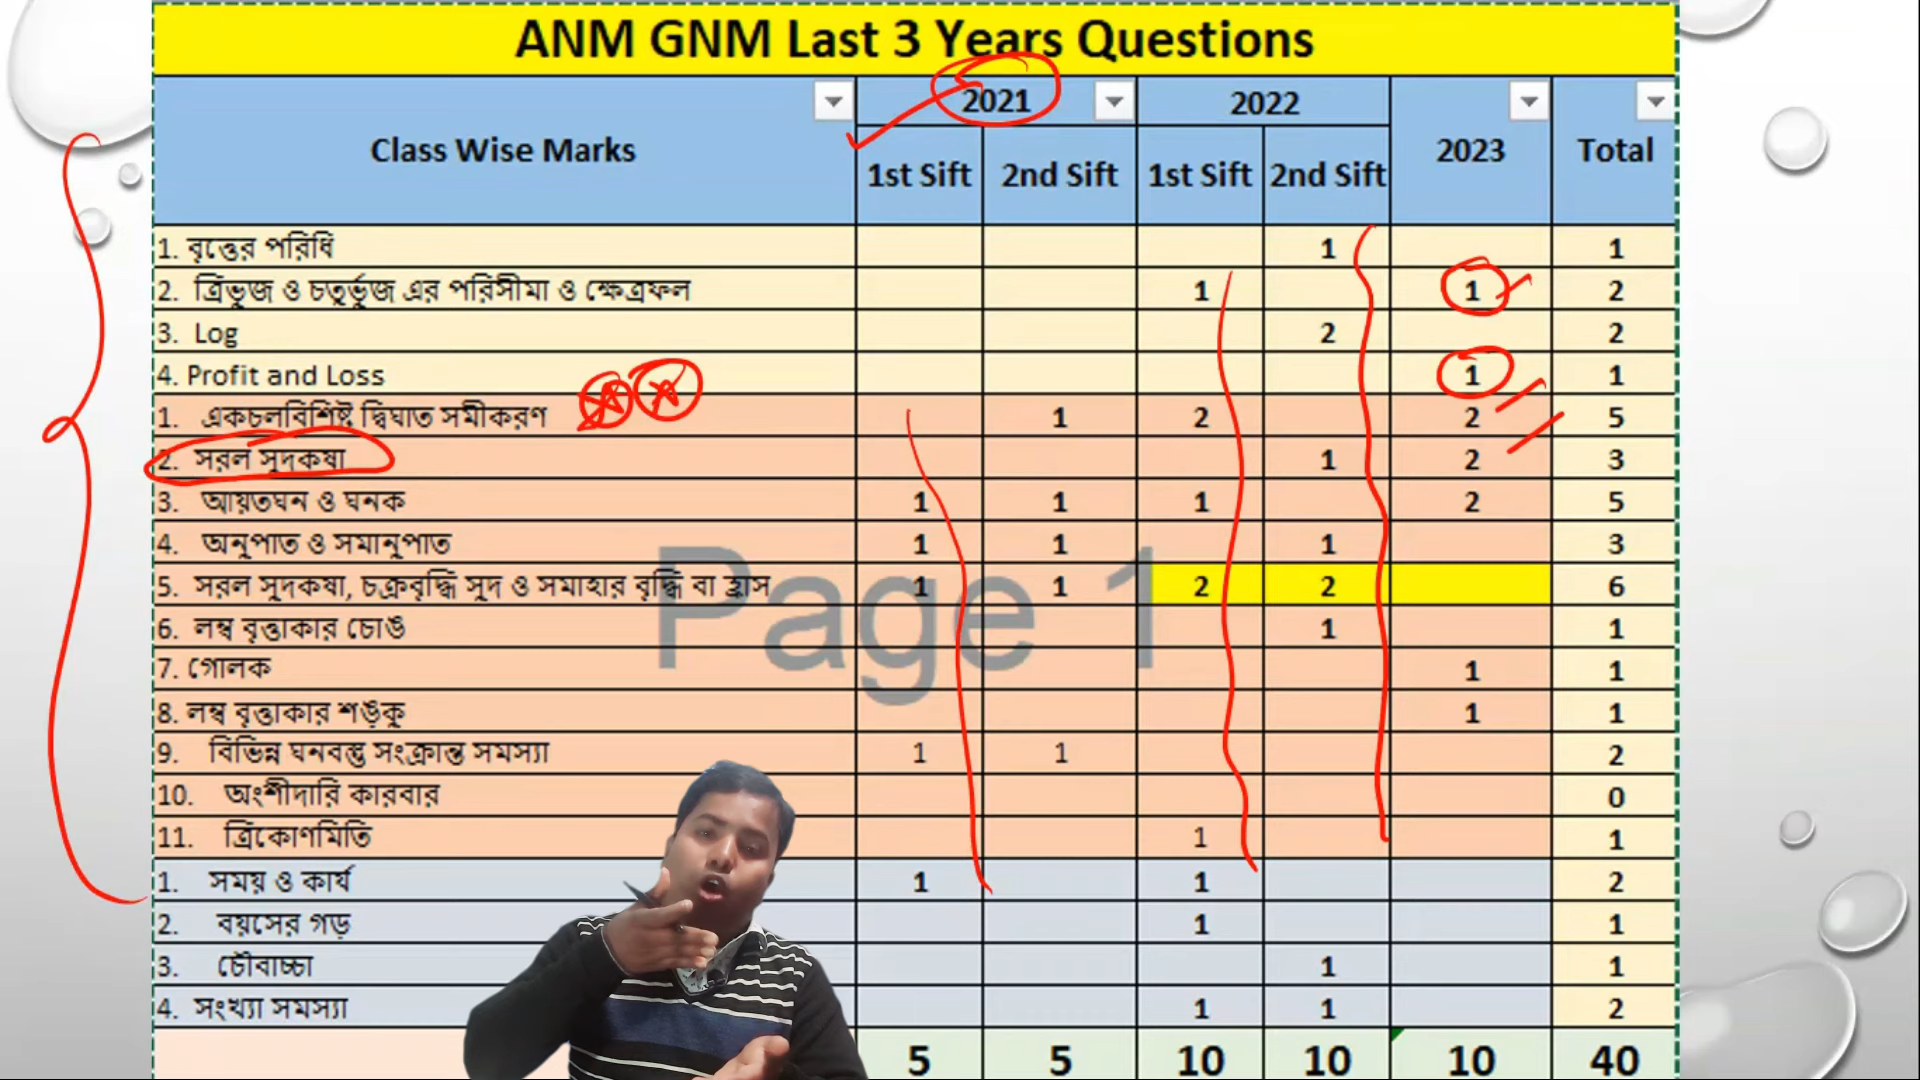 ANM GNM Last 3 Years Questions
Class Wise Marks 2021 2022 2023 Total
1st Sift 2nd Sift 1st Sift 2nd Sift
1. বৃত্তের পরিধি 1 1
2. ত্রিভুজ ও চতুর্ভুজ এর পরিসীমা ও ক্ষেত্রফল 1 1 2
3. Log 2 2
4. Profit and Loss 1 1
1. একচলবিশিষ্ট দ্বিঘাত সমীকরণ 1 2 2 5
2. সরল সুদকষা 1 2 3
3. আয়তঘন ও ঘনক 1 1 1 2 5
4. অনুপাত ও সমানুপাত 1 1 1 3
5. সরল সুদকষা, চক্রবৃদ্ধি সুদ ও সমাহার বৃদ্ধি বা হ্রাস 1 1 2 2 6
6. লম্ব বৃত্তাকার চোঙ 1 1
7. গোলক 1 1
8. লম্ব বৃত্তাকার শঙ্কু 1 1
9. বিভিন্ন ঘনবস্তু সংক্রান্ত সমস্যা 1 1 2
10. অংশীদারি কারবার 0
11. ত্রিকোণমিতি 1 1
1. সময় ও কার্য 1 1 2
2. বয়সের গড় 1 1
3. চৌবাচ্চা 1 1
4. সংখ্যা সমস্যা 1 1 2
5 5 10 10 10 40
Page 1